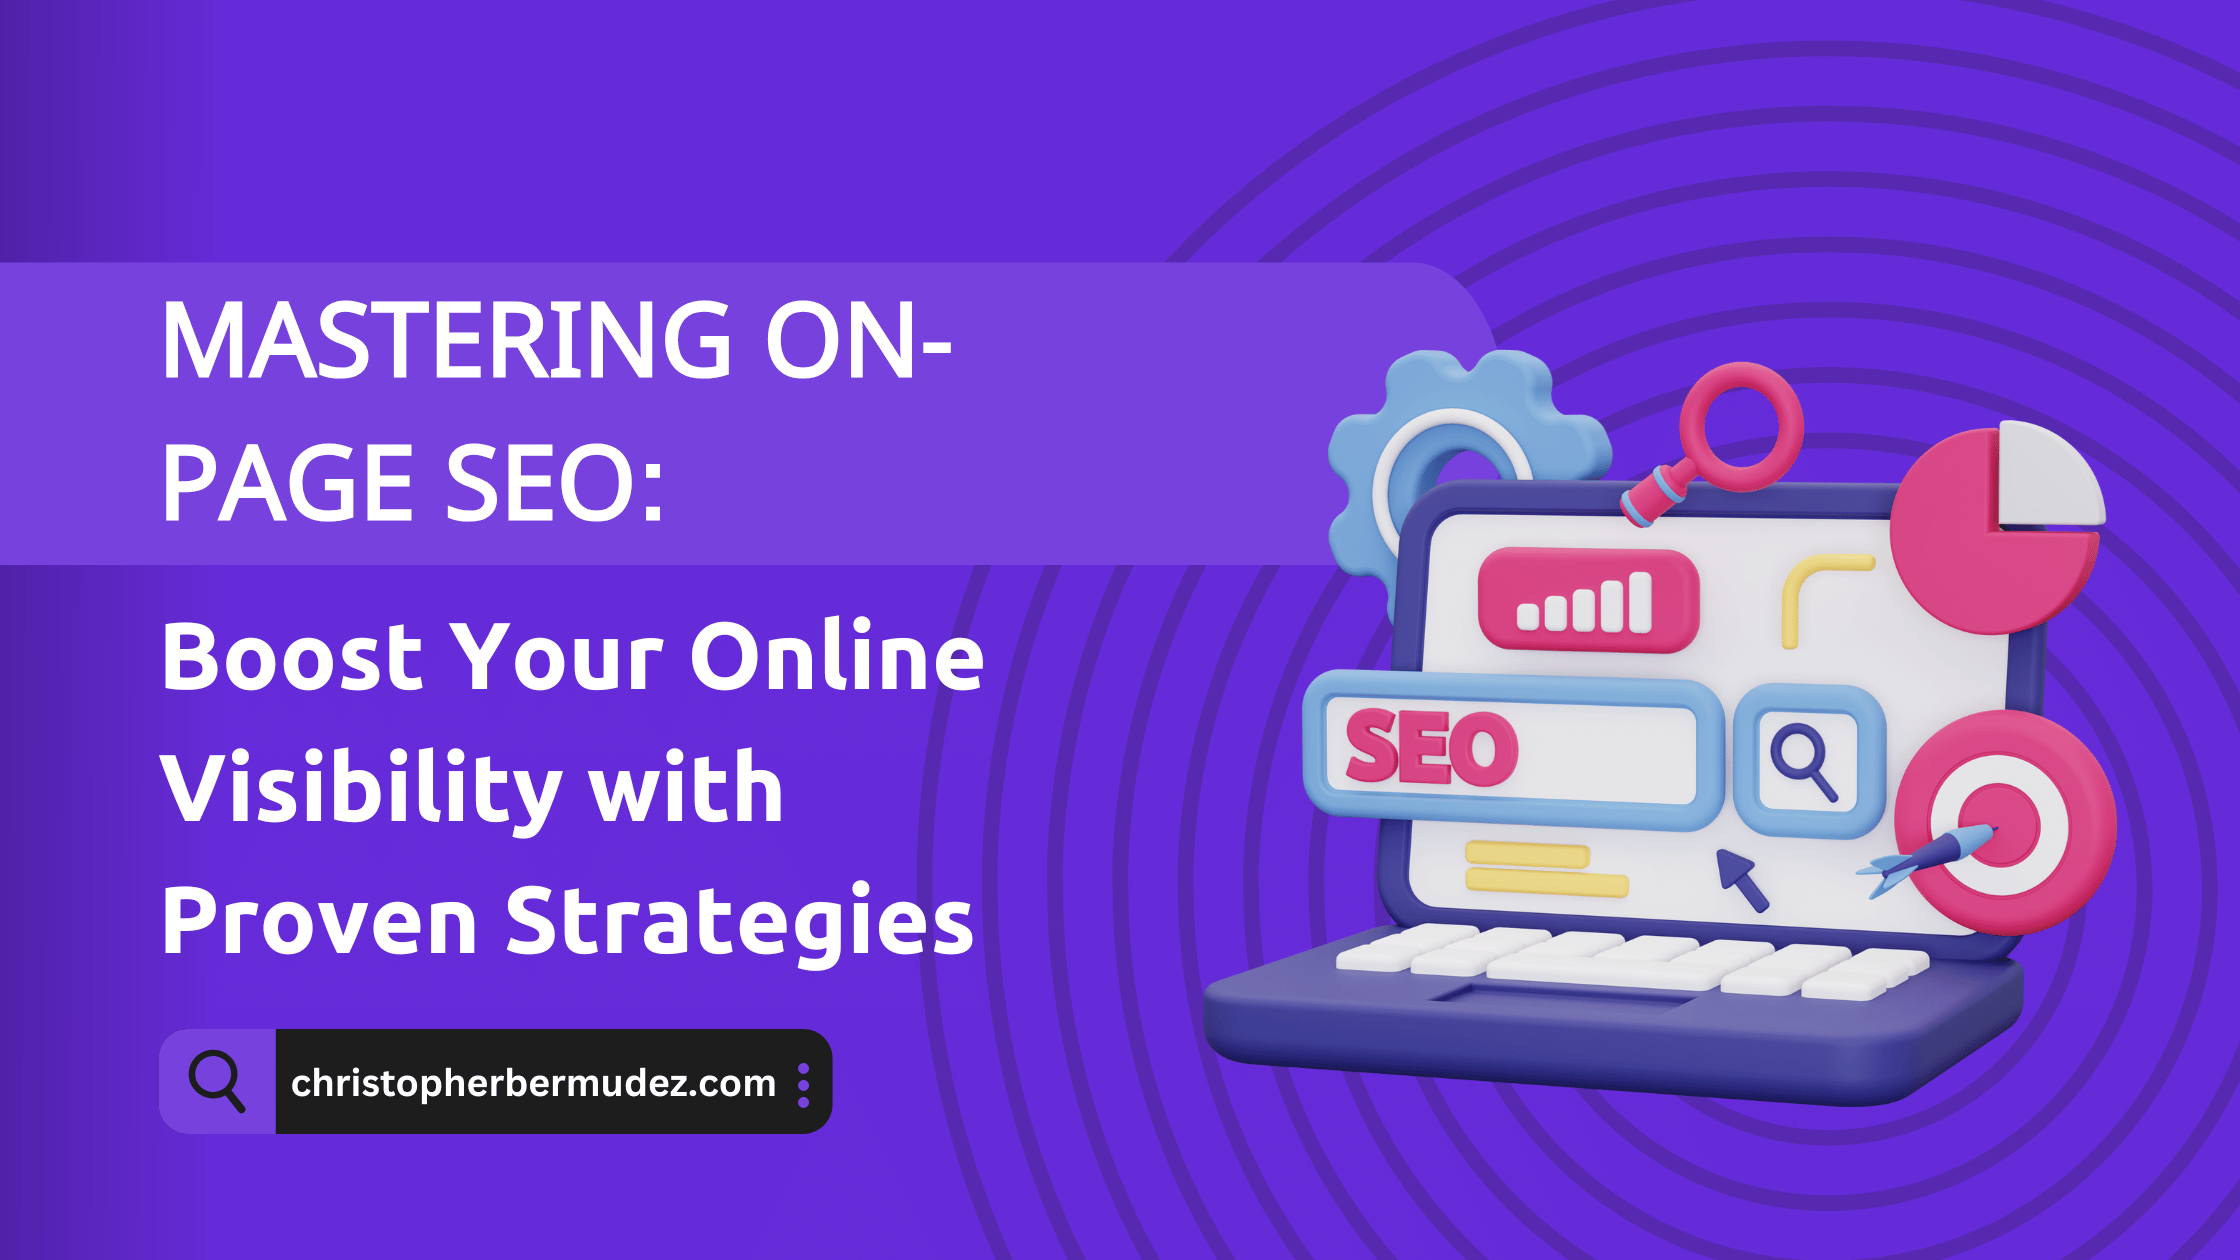 MASTERING ON-
PAGE SEO:
Boost Your Online
Visibility with
Proven Strategies
christopherbermudez.com
SEO